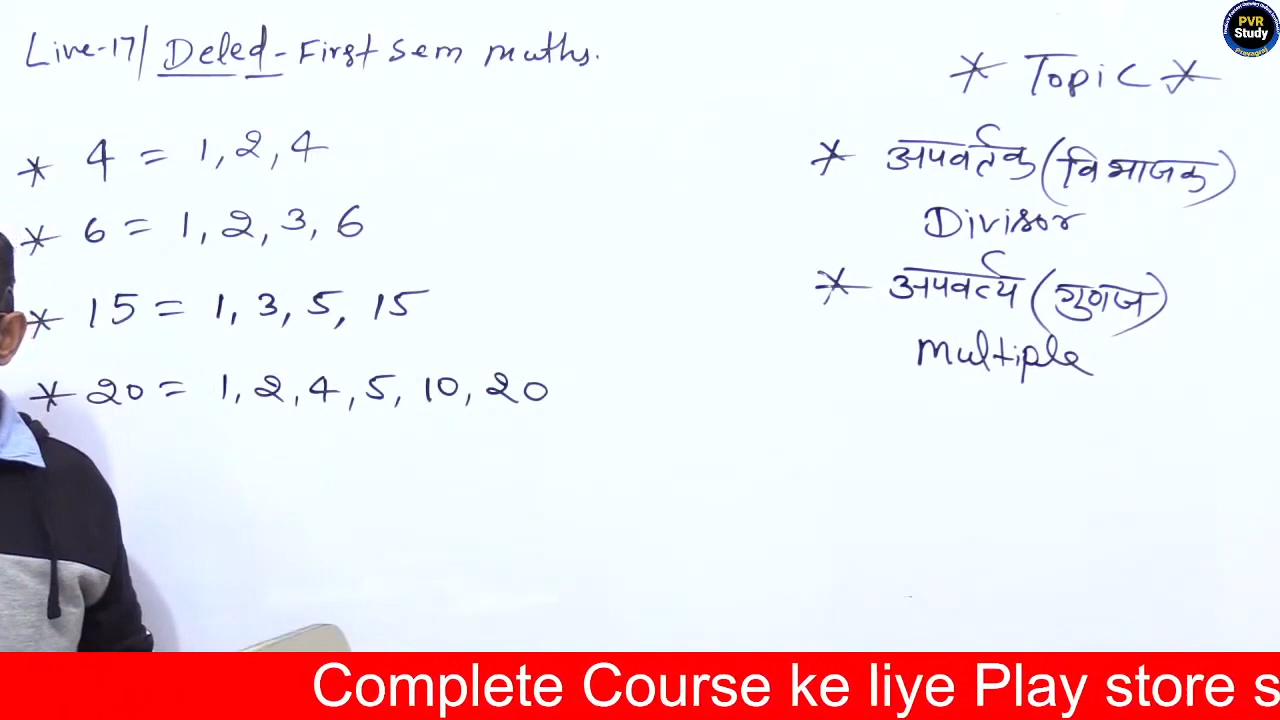 Live-17/ Deled - First Sem maths.
* 4 = 1, 2, 4
* 6 = 1, 2, 3, 6
* 15 = 1, 3, 5, 15
* 20 = 1, 2, 4, 5, 10, 20
* Topic *
* अपवर्तक (विभाजक)
Divisor
* अपवर्त्य (गुणज)
multiple
PVR
Study
Prayagraj
Complete Course ke liye Play store s